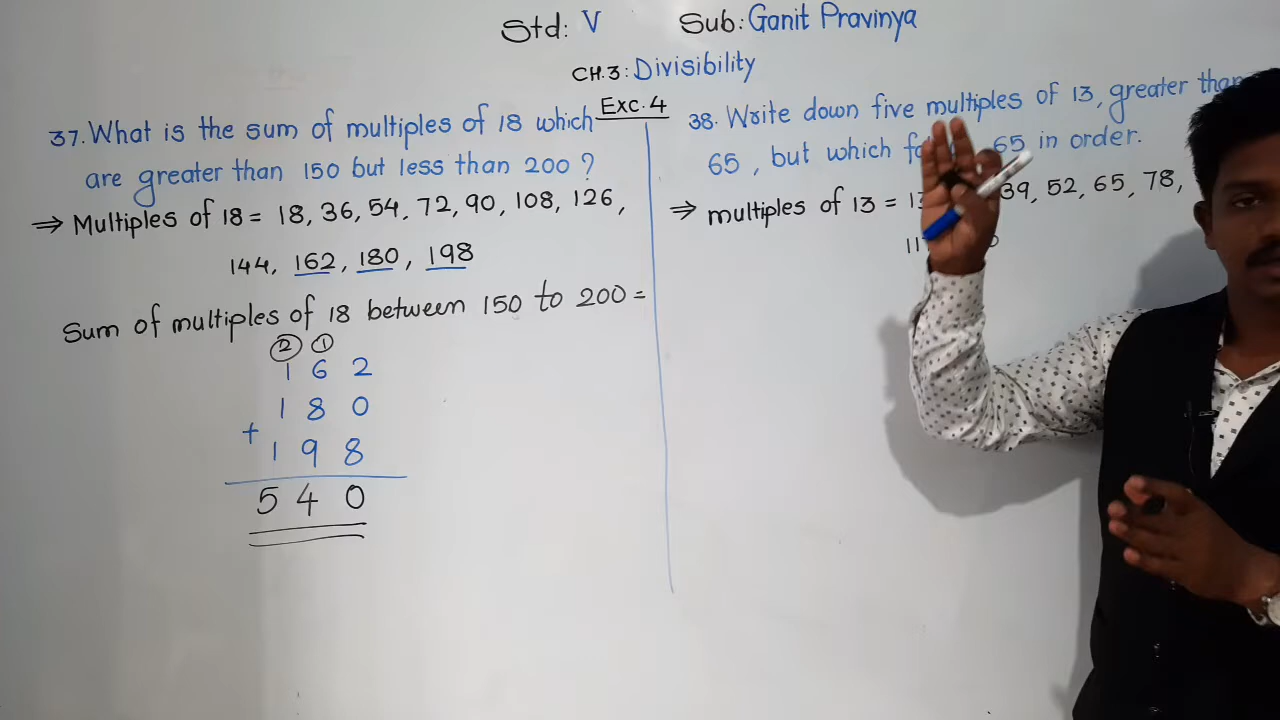 Std: V Sub: Ganit Pravinya
CH.3: Divisibility
Exc. 4
37. What is the sum of multiples of 18 which
are greater than 150 but less than 200 ?
⇒ Multiples of 18 = 18, 36, 54, 72, 90, 108, 126,
144, 162, 180, 198
Sum of multiples of 18 between 150 to 200 =
2 1
1 6 2
1 8 0
+ 1 9 8
5 4 0
38. Write down five multiples of 13, greater than
65, but which 65 in order.
⇒ multiples of 13 = 39, 52, 65, 78,